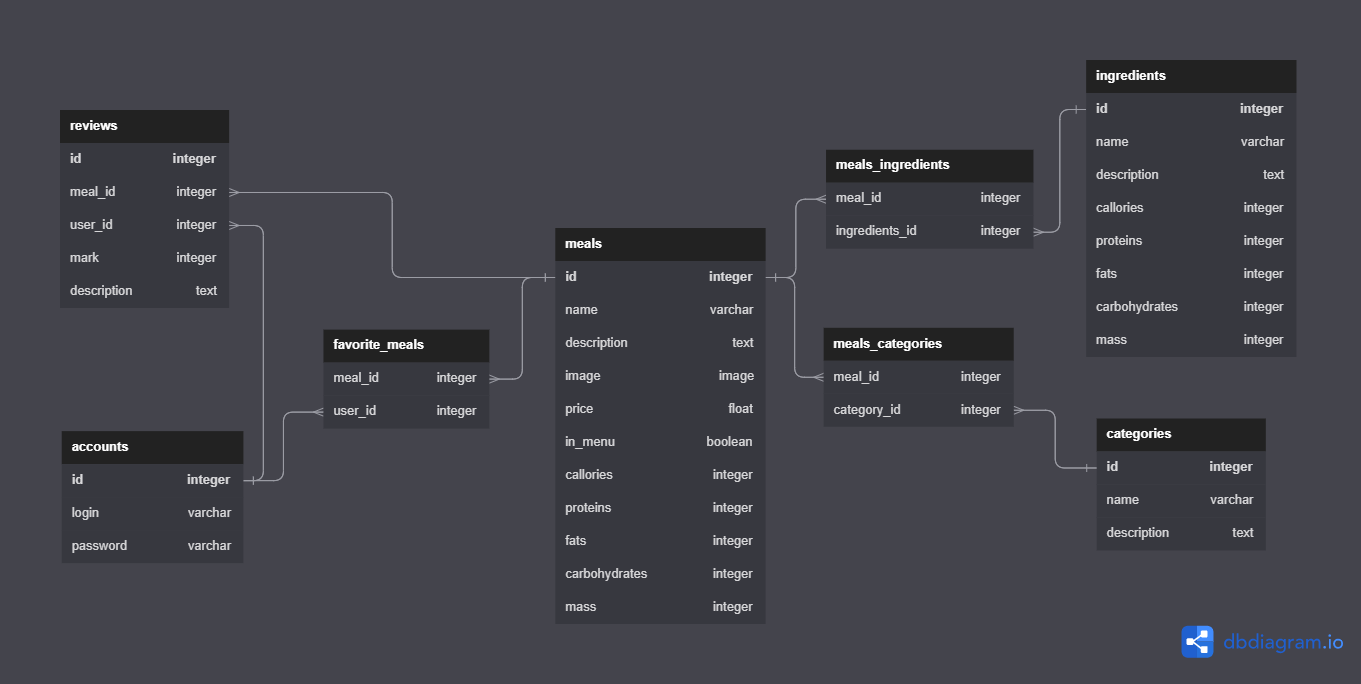 reviews
id integer
meal_id integer
user_id integer
mark integer
description text
accounts
id integer
login varchar
password varchar
favorite_meals
meal_id integer
user_id integer
meals
id integer
name varchar
description text
image image
price float
in_menu boolean
callories integer
proteins integer
fats integer
carbohydrates integer
mass integer
meals_ingredients
meal_id integer
ingredients_id integer
meals_categories
meal_id integer
category_id integer
ingredients
id integer
name varchar
description text
callories integer
proteins integer
fats integer
carbohydrates integer
mass integer
categories
id integer
name varchar
description text
dbdiagram.io